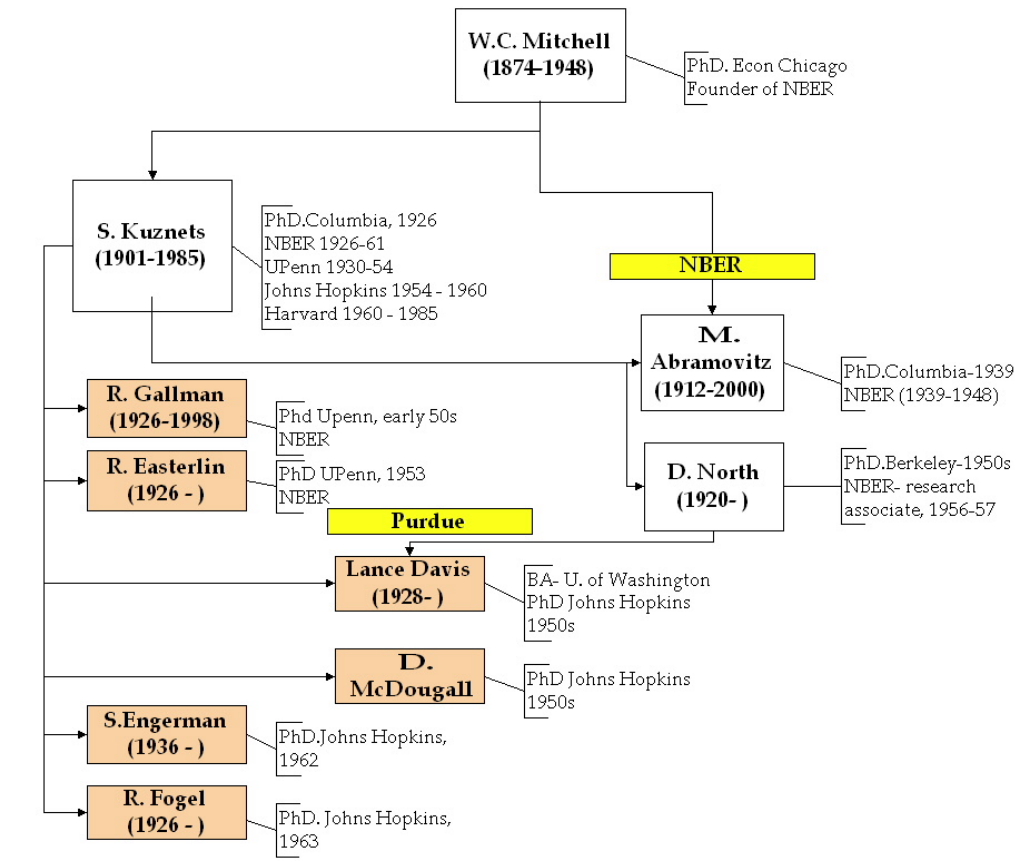 W.C. Mitchell
(1874-1948)
PhD. Econ Chicago
Founder of NBER
S. Kuznets
(1901-1985)
PhD.Columbia, 1926
NBER 1926-61
UPenn 1930-54
Johns Hopkins 1954 - 1960
Harvard 1960 - 1985
NBER
M.
Abramovitz
(1912-2000)
PhD.Columbia-1939
NBER (1939-1948)
R. Gallman
(1926-1998)
Phd Upenn, early 50s
NBER
R. Easterlin
(1926 - )
PhD UPenn, 1953
NBER
D. North
(1920- )
PhD.Berkeley-1950s
NBER- research
associate, 1956-57
Purdue
Lance Davis
(1928- )
BA- U. of Washington
PhD Johns Hopkins
1950s
D.
McDougall
PhD Johns Hopkins
1950s
S.Engerman
(1936 - )
PhD.Johns Hopkins,
1962
R. Fogel
(1926 - )
PhD. Johns Hopkins,
1963